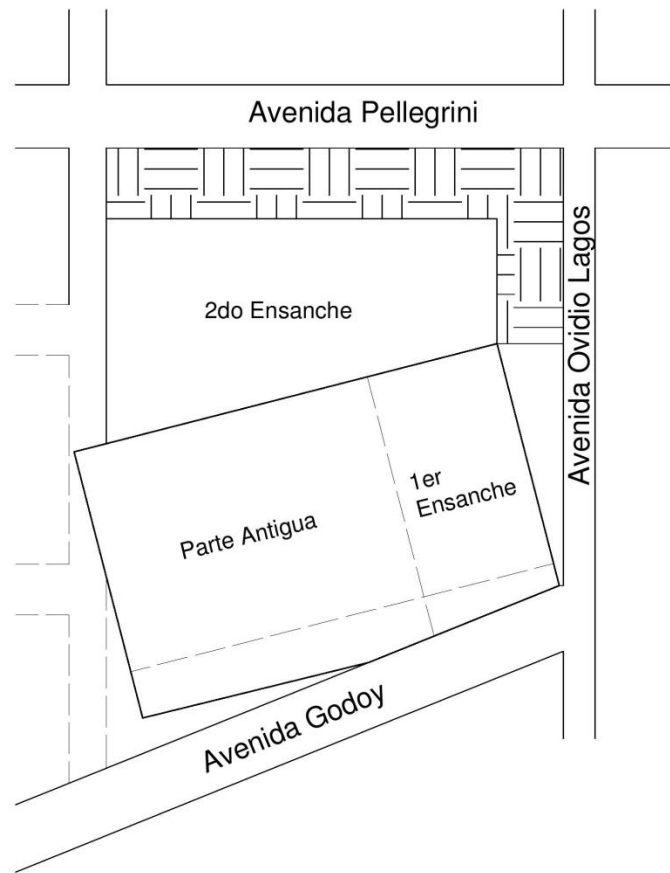 Avenida Pellegrini
2do Ensanche
Avenida Ovidio Lagos
1er
Ensanche
Parte Antigua
Avenida Godoy